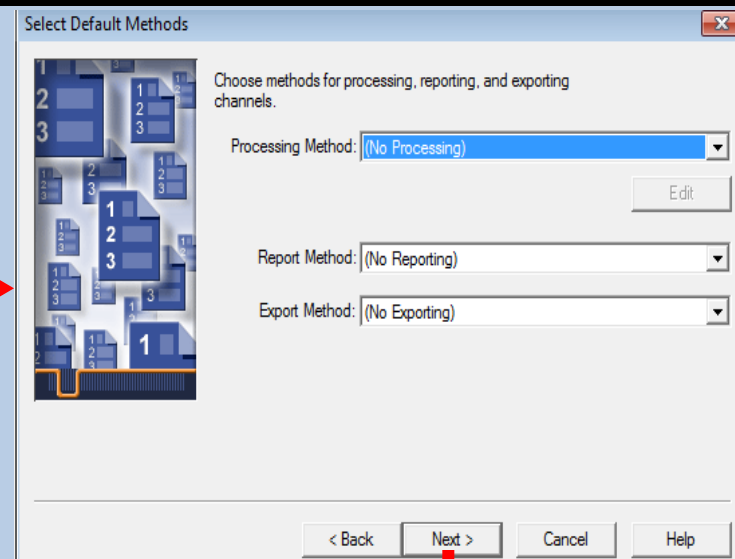 Select Default Methods
Choose methods for processing, reporting, and exporting
channels.
Processing Method: (No Processing)
Edit
Report Method: (No Reporting)
Export Method: (No Exporting)
< Back Next > Cancel Help